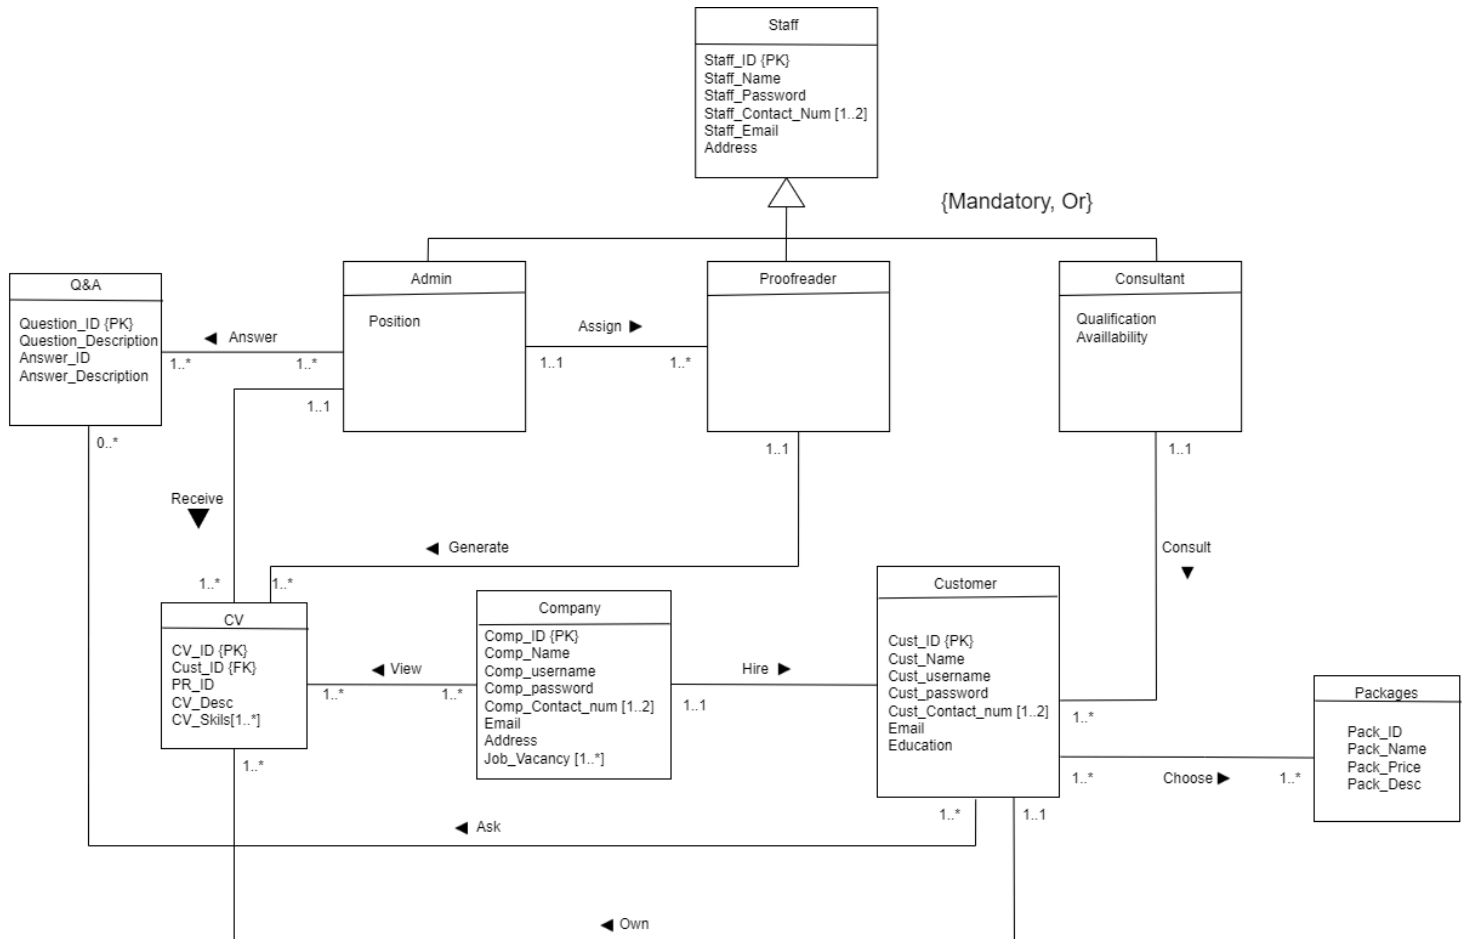 Staff
Staff_ID {PK}
Staff_Name
Staff_Password
Staff_Contact_Num [1..2]
Staff_Email
Address
{Mandatory, Or}
Q&A
Question_ID {PK}
Question_Description
Answer_ID
Answer_Description
Answer
1..*
1..*
Admin
Position
Assign
1..1
1..*
Proofreader
Consultant
Qualification
Availlability
1..1
0..*
1..1
1..1
Receive
Generate
Consult
1..*
1..*
CV
CV_ID {PK}
Cust_ID {FK}
PR_ID
CV_Desc
CV_Skils[1..*]
View
1..*
1..*
Company
Comp_ID {PK}
Comp_Name
Comp_username
Comp_password
Comp_Contact_num [1..2]
Email
Address
Job_Vacancy [1..*]
Hire
1..1
Customer
Cust_ID {PK}
Cust_Name
Cust_username
Cust_password
Cust_Contact_num [1..2]
Email
Education
1..*
1..*
Choose
1..*
Packages
Pack_ID
Pack_Name
Pack_Price
Pack_Desc
1..*
1..*
1..1
Ask
Own